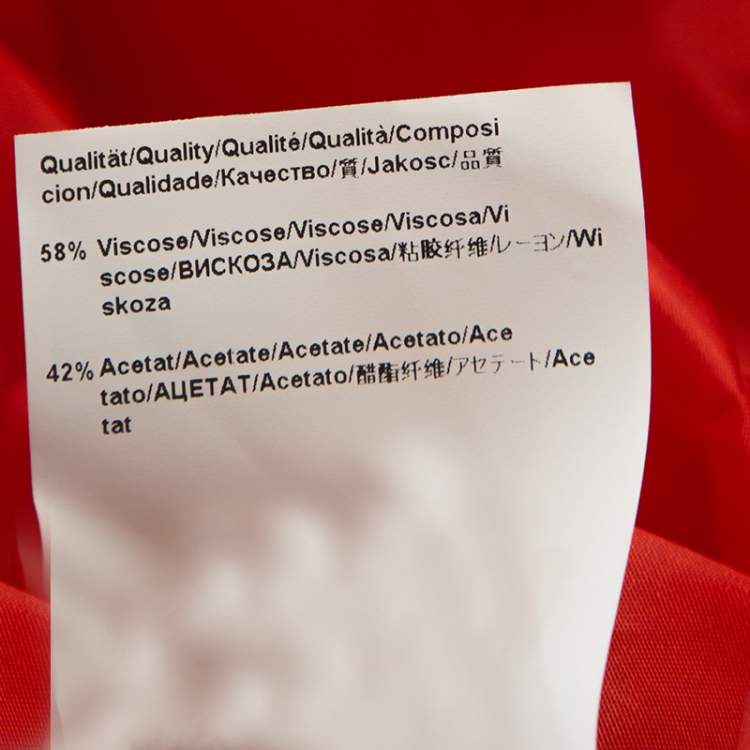 Qualität/Quality/Qualité/Qualità/Composi
cion/Qualidade/Качество/質/Jakosc/品質
58% Viscose/Viscose/Viscose/Viscosa/Vi
scose/ВИСКОЗА/Viscosa/粘胶纤维/レーヨン/Wi
skoza
42% Acetat/Acetate/Acetate/Acetato/Ace
tato/АЦЕТАТ/Acetato/醋酯纤维/アセテート/Ace
tat